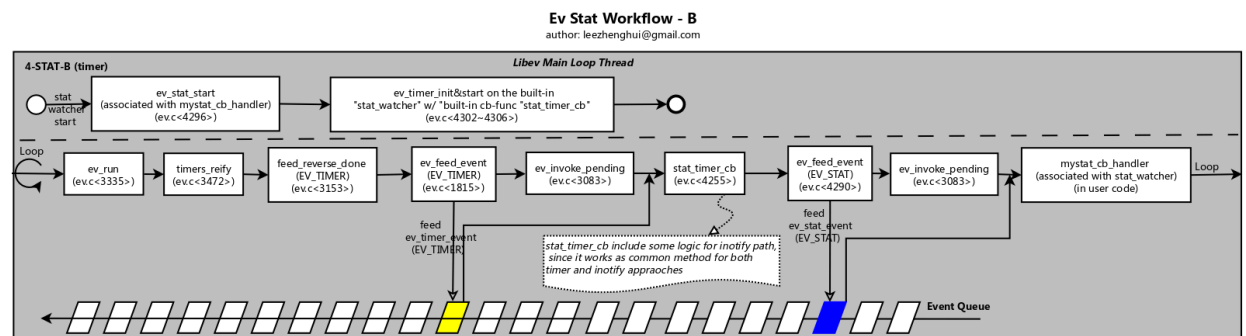 Ev Stat Workflow - B
author: leezhenghui@gmail.com
4-STAT-B (timer)
Libev Main Loop Thread
stat
watcher
start
ev_stat_start
(associated with mystat_cb_handler)
(ev.c<4296>)
ev_timer_init&start on the built-in
"stat_watcher" w/ "built-in cb-func "stat_timer_cb"
(ev.c<4302~4306>)
Loop
ev_run
(ev.c<3335>)
timers_reify
(ev.c<3472>)
feed_reverse_done
(EV_TIMER)
(ev.c<3153>)
ev_feed_event
(EV_TIMER)
(ev.c<1815>)
ev_invoke_pending
(ev.c<3083>)
stat_timer_cb
(ev.c<4255>)
ev_feed_event
(EV_STAT)
(ev.c<4290>)
ev_invoke_pending
(ev.c<3083>)
mystat_cb_handler
(associated with stat_watcher)
(in user code)
Loop
feed
ev_timer_event
(EV_TIMER)
stat_timer_cb include some logic for inotify path,
since it works as common method for both
timer and inotify appraoches
feed
ev_stat_event
(EV_STAT)
Event Queue